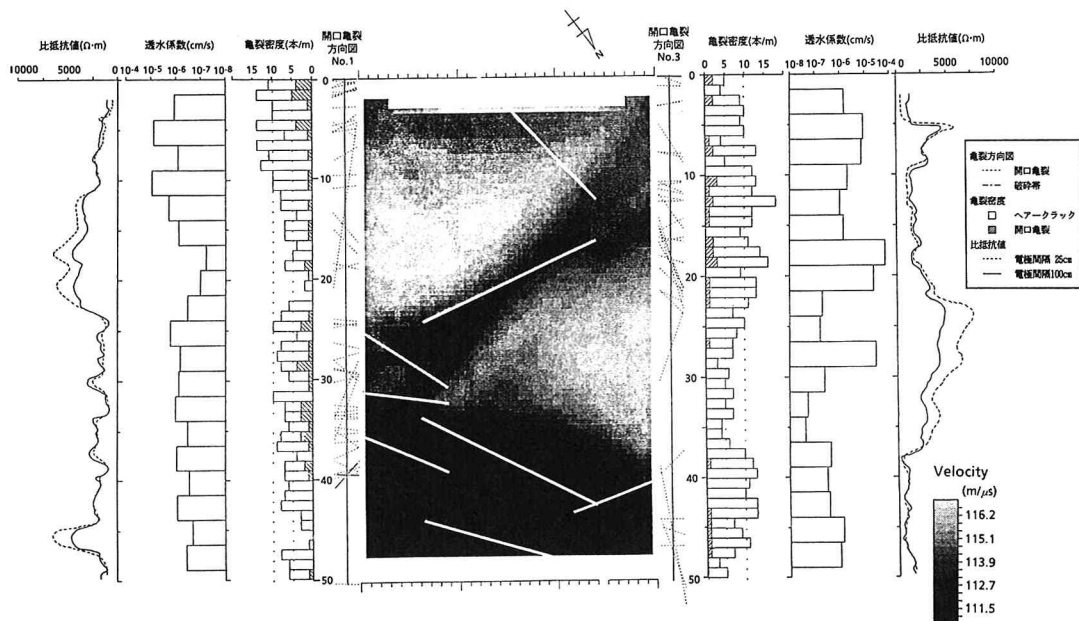 N
比抵抗値(Ω·m)
透水係数(cm/s)
亀裂密度(本/m)
開口亀裂
方向図
No.1
開口亀裂
方向図
No.3
亀裂密度(本/m)
透水係数(cm/s)
比抵抗値(Ω·m)
10000 5000 0
10-4 10-5 10-6 10-7 10-8
15 10 5 0
0 5 10 15
10-8 10-7 10-6 10-5 10-4
0 5000 10000
0
10
20
30
40
50
0
10
20
30
40
50
亀裂方向図
開口亀裂
破砕帯
亀裂密度
ヘアークラック
開口亀裂
比抵抗値
電極間隔 25cm
電極間隔100cm
Velocity
(m/μs)
116.2
115.1
113.9
112.7
111.5